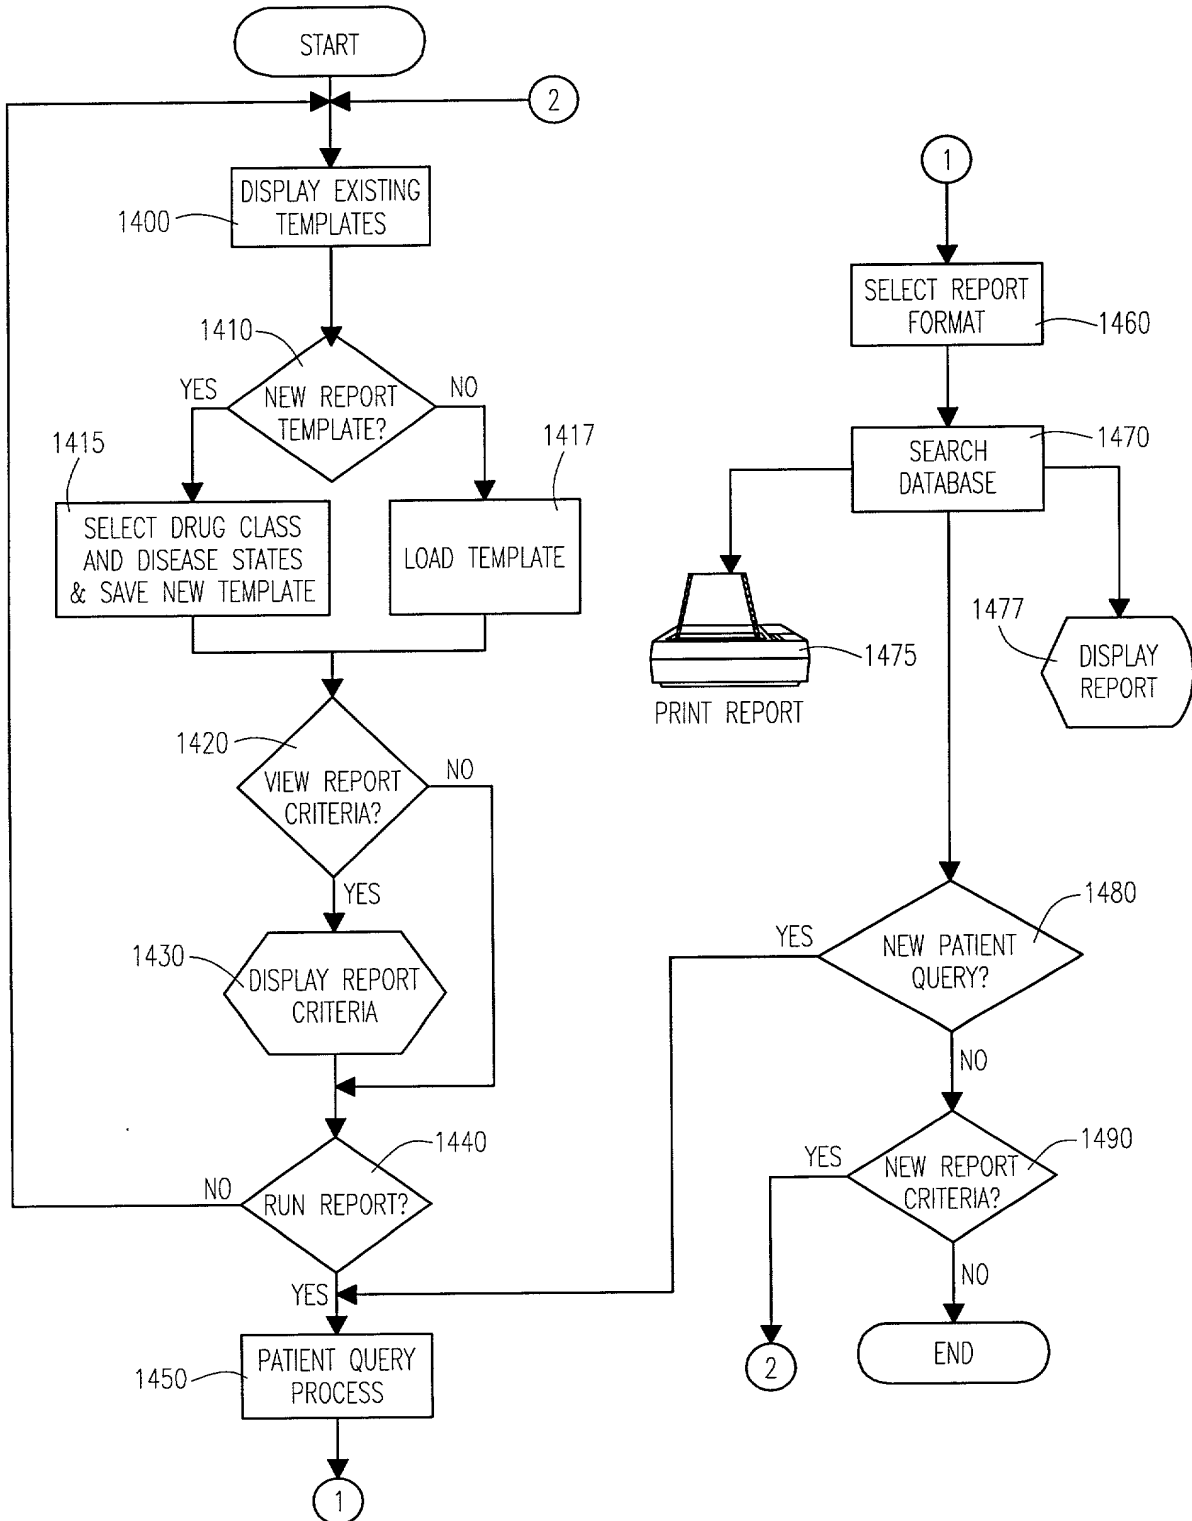 START
2
DISPLAY EXISTING
TEMPLATES
1400
1410
YES
NEW REPORT
TEMPLATE?
NO
1415
SELECT DRUG CLASS
AND DISEASE STATES
& SAVE NEW TEMPLATE
1417
LOAD TEMPLATE
1420
VIEW REPORT
CRITERIA?
NO
YES
1430
DISPLAY REPORT
CRITERIA
1440
NO
RUN REPORT?
YES
1450
PATIENT QUERY
PROCESS
1
1
SELECT REPORT
FORMAT
1460
1470
SEARCH
DATABASE
1475
PRINT REPORT
1477
DISPLAY
REPORT
1480
YES
NEW PATIENT
QUERY?
NO
1490
YES
NEW REPORT
CRITERIA?
NO
2
END